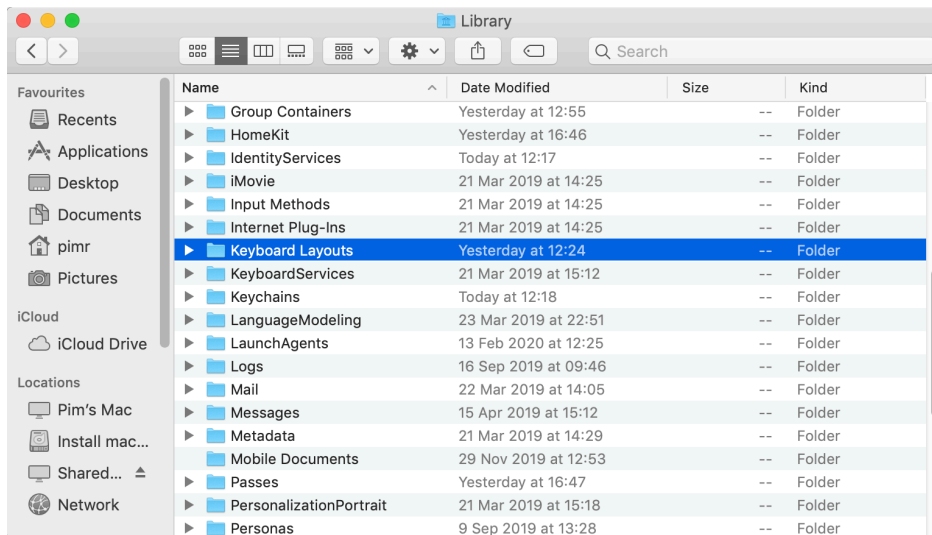 Library
Search
Favourites
Recents
Applications
Desktop
Documents
pimr
Pictures
iCloud
iCloud Drive
Locations
Pim's Mac
Install mac...
Shared...
Network
Name Date Modified Size Kind
Group Containers Yesterday at 12:55 -- Folder
HomeKit Yesterday at 16:46 -- Folder
IdentityServices Today at 12:17 -- Folder
iMovie 21 Mar 2019 at 14:25 -- Folder
Input Methods 21 Mar 2019 at 14:25 -- Folder
Internet Plug-Ins 21 Mar 2019 at 14:25 -- Folder
Keyboard Layouts Yesterday at 12:24 -- Folder
KeyboardServices 21 Mar 2019 at 15:12 -- Folder
Keychains Today at 12:18 -- Folder
LanguageModeling 23 Mar 2019 at 22:51 -- Folder
LaunchAgents 13 Feb 2020 at 12:25 -- Folder
Logs 16 Sep 2019 at 09:46 -- Folder
Mail 22 Mar 2019 at 14:05 -- Folder
Messages 15 Apr 2019 at 15:12 -- Folder
Metadata 21 Mar 2019 at 14:29 -- Folder
Mobile Documents 29 Nov 2019 at 12:53 -- Folder
Passes Yesterday at 16:47 -- Folder
PersonalizationPortrait 21 Mar 2019 at 15:18 -- Folder
Personas 9 Sep 2019 at 13:28 -- Folder